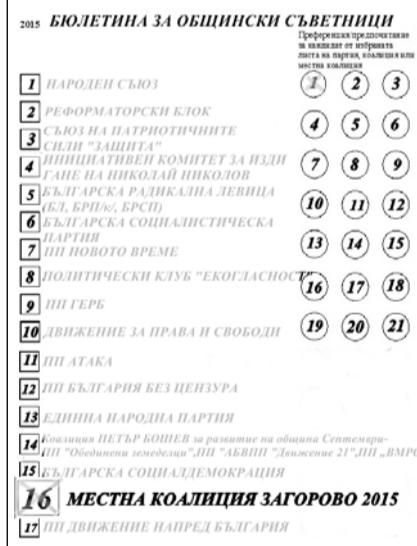 2015 БЮЛЕТИНА ЗА ОБЩИНСКИ СЪВЕТНИЦИ
Преференция/предпочитание
за кандидат от избраната
листа на партия, коалиция или
местна коалиция
1 НАРОДЕН СЪЮЗ
2 РЕФОРМАТОРСКИ БЛОК
3 СЪЮЗ НА ПАТРИОТИЧНИТЕ
СИЛИ "ЗАЩИТА"
4 ИНИЦИАТИВЕН КОМИТЕТ ЗА ИЗДИ
ГАНЕ НА НИКОЛАЙ НИКОЛОВ
5 БЪЛГАРСКА РАДИКАЛНА ЛЕВИЦА
(БЛ, БРП/к/, БРСП)
6 БЪЛГАРСКА СОЦИАЛИСТИЧЕСКА
ПАРТИЯ
7 ПП НОВОТО ВРЕМЕ
8 ПОЛИТИЧЕСКИ КЛУБ "ЕКОГЛАСНОСТ"
9 ПП ГЕРБ
10 ДВИЖЕНИЕ ЗА ПРАВА И СВОБОДИ
11 ПП АТАКА
12 ПП БЪЛГАРИЯ БЕЗ ЦЕНЗУРА
13 ЕДИННА НАРОДНА ПАРТИЯ
14 Коалиция ПЕТЪР БОШЕВ за развитие на община Септември-
ПП "Обединени земеделци",ПП "АБВПП "Движение 21",ПП „ВМРО
15 БЪЛГАРСКА СОЦИАЛДЕМОКРАЦИЯ
16 МЕСТНА КОАЛИЦИЯ ЗАГОРОВО 2015
17 ПП ДВИЖЕНИЕ НАПРЕД БЪЛГАРИЯ
1 2 3
4 5 6
7 8 9
10 11 12
13 14 15
16 17 18
19 20 21